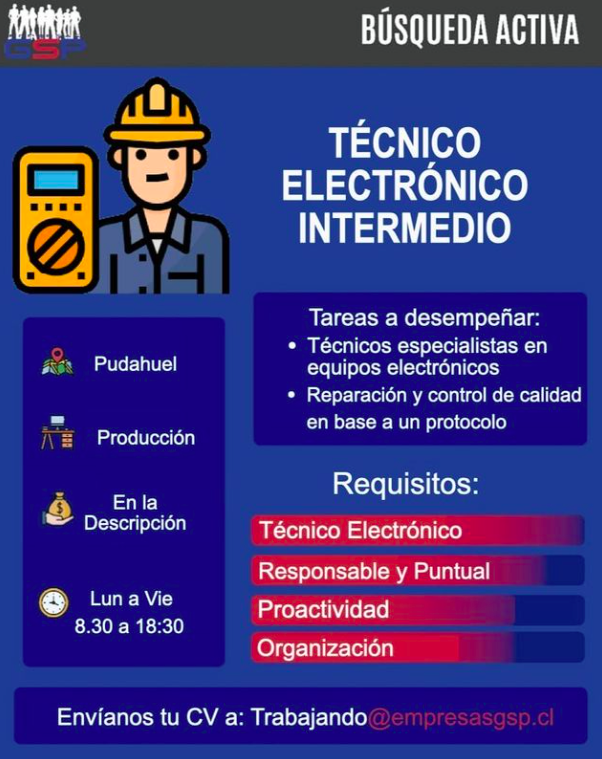 GSP
BÚSQUEDA ACTIVA
TÉCNICO
ELECTRÓNICO
INTERMEDIO
Tareas a desempeñar:
• Técnicos especialistas en
equipos electrónicos
• Reparación y control de calidad
en base a un protocolo
Pudahuel
Producción
En la
Descripción
Lun a Vie
8.30 a 18:30
Requisitos:
Técnico Electrónico
Responsable y Puntual
Proactividad
Organización
Envíanos tu CV a: Trabajando@empresasgsp.cl